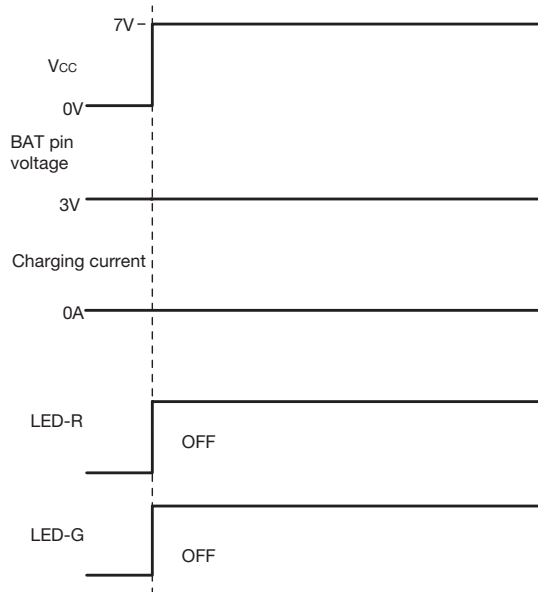 7V
Vcc
0V
BAT pin
voltage
3V
Charging current
0A
LED-R
OFF
LED-G
OFF